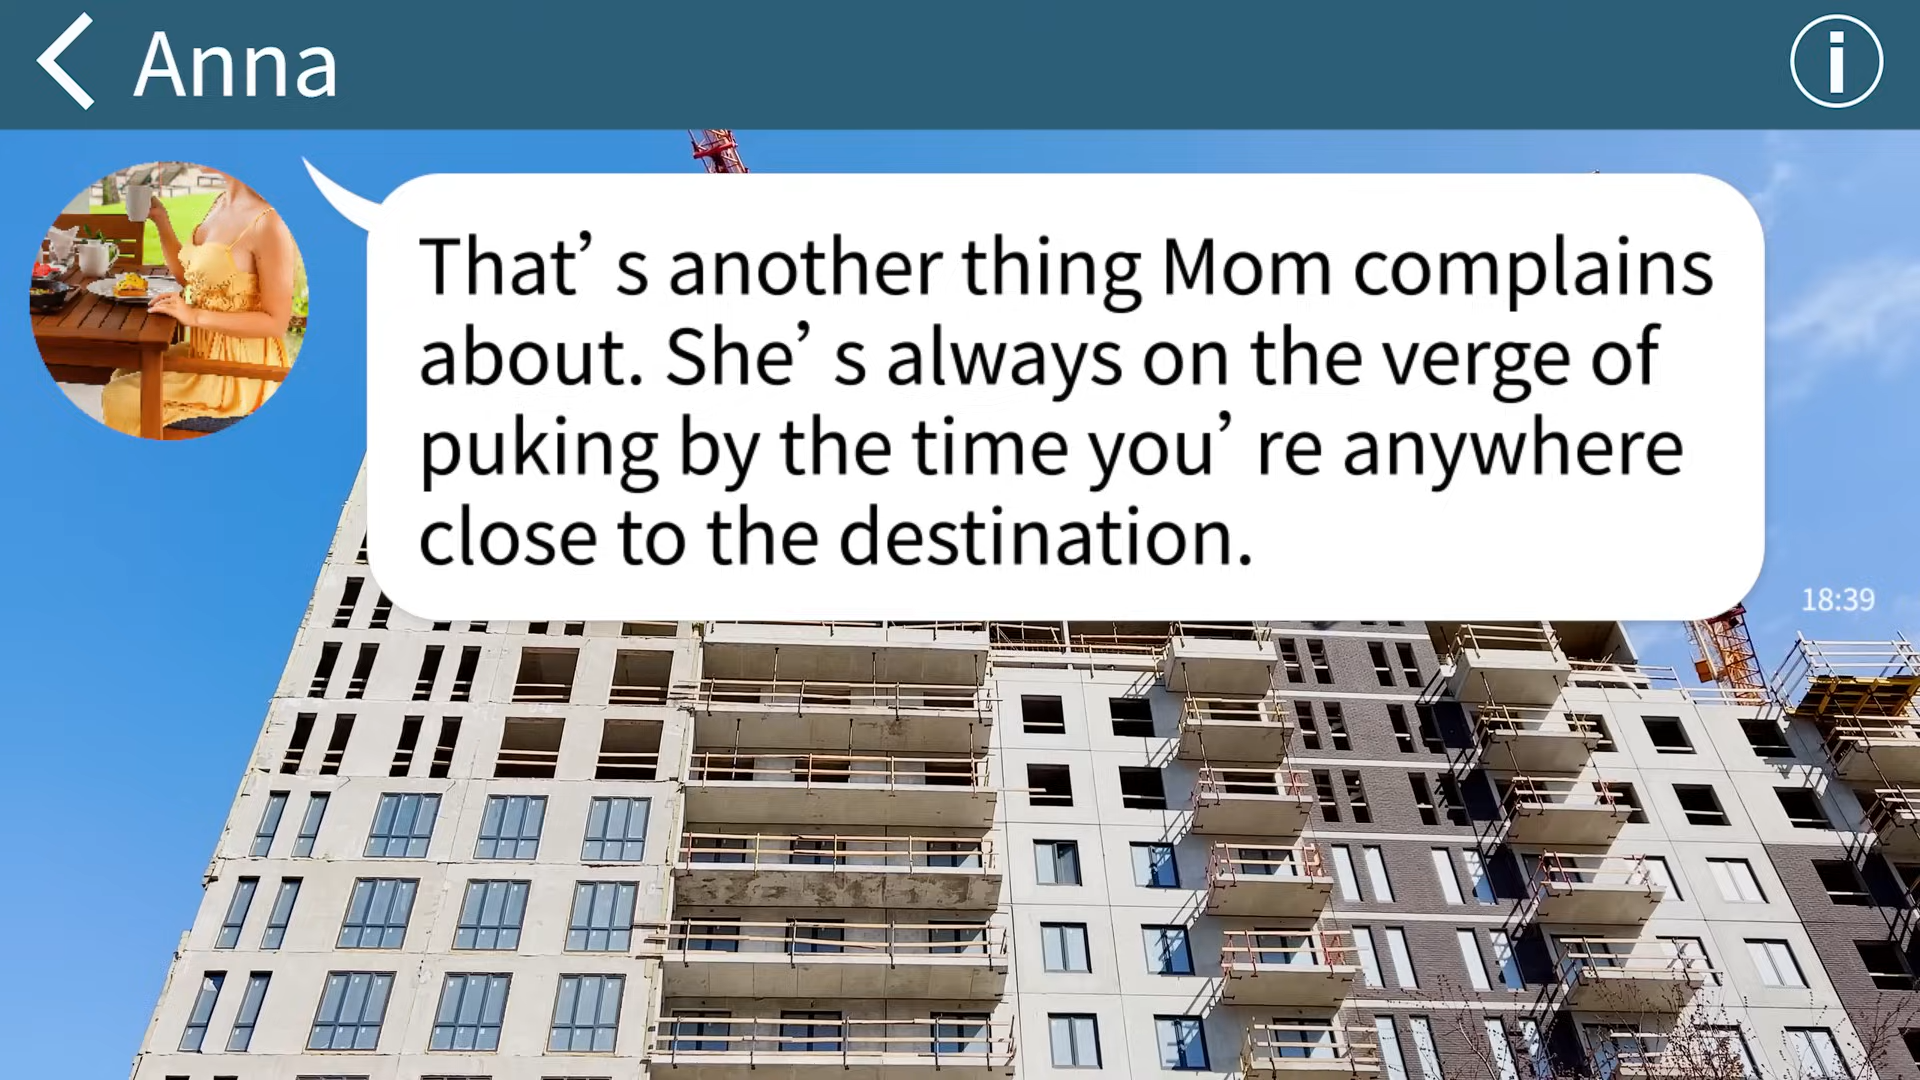 Anna
That’s another thing Mom complains
about. She’s always on the verge of
puking by the time you’re anywhere
close to the destination.
18:39